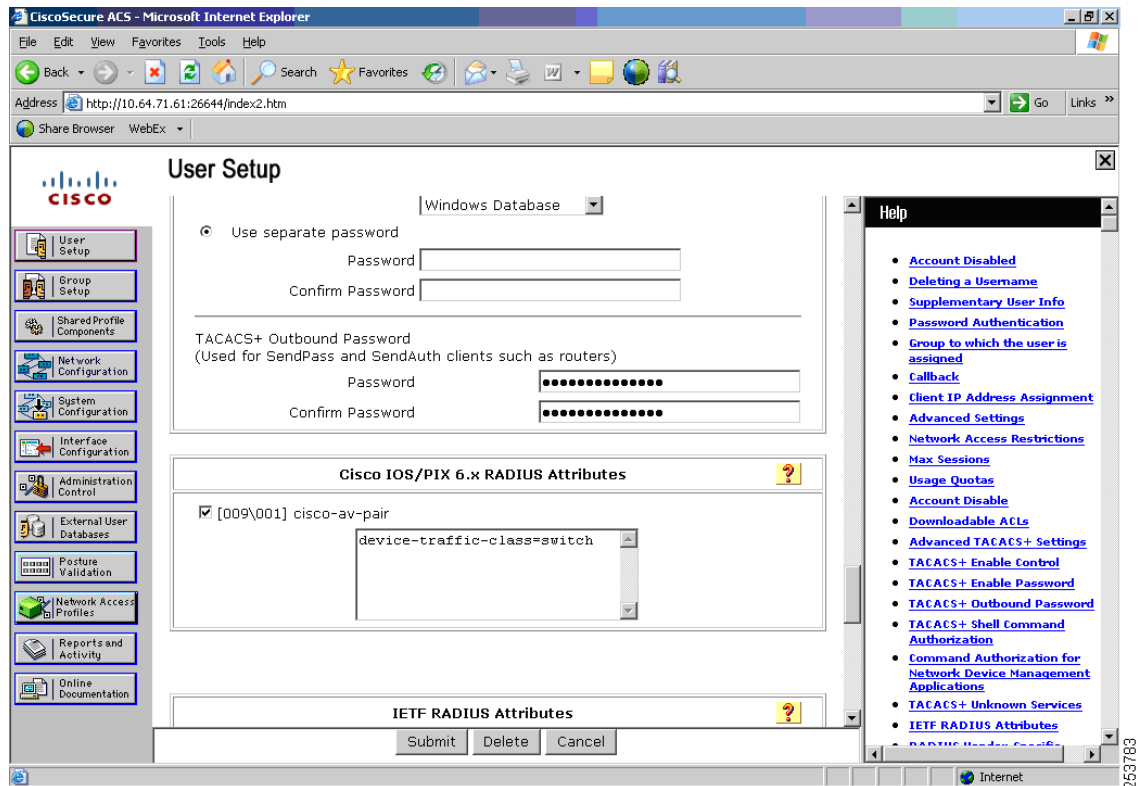 CiscoSecure ACS - Microsoft Internet Explorer
File Edit View Favorites Tools Help
Back Search Favorites
Address http://10.64.71.61:26644/index2.htm Go Links »
Share Browser WebEx
CISCO
User Setup
User Setup
Group Setup
Shared Profile Components
Network Configuration
System Configuration
Interface Configuration
Administration Control
External User Databases
Posture Validation
Network Access Profiles
Reports and Activity
Online Documentation
Windows Database
Use separate password
Password
Confirm Password
TACACS+ Outbound Password
(Used for SendPass and SendAuth clients such as routers)
Password ●●●●●●●●●●●●●●
Confirm Password ●●●●●●●●●●●●●●
Cisco IOS/PIX 6.x RADIUS Attributes ?
[009\001] cisco-av-pair
device-traffic-class=switch
IETF RADIUS Attributes ?
Submit Delete Cancel
Help
Account Disabled
Deleting a Username
Supplementary User Info
Password Authentication
Group to which the user is
assigned
Callback
Client IP Address Assignment
Advanced Settings
Network Access Restrictions
Max Sessions
Usage Quotas
Account Disable
Downloadable ACLs
Advanced TACACS+ Settings
TACACS+ Enable Control
TACACS+ Enable Password
TACACS+ Outbound Password
TACACS+ Shell Command
Authorization
Command Authorization for
Network Device Management
Applications
TACACS+ Unknown Services
IETF RADIUS Attributes
Internet
253783